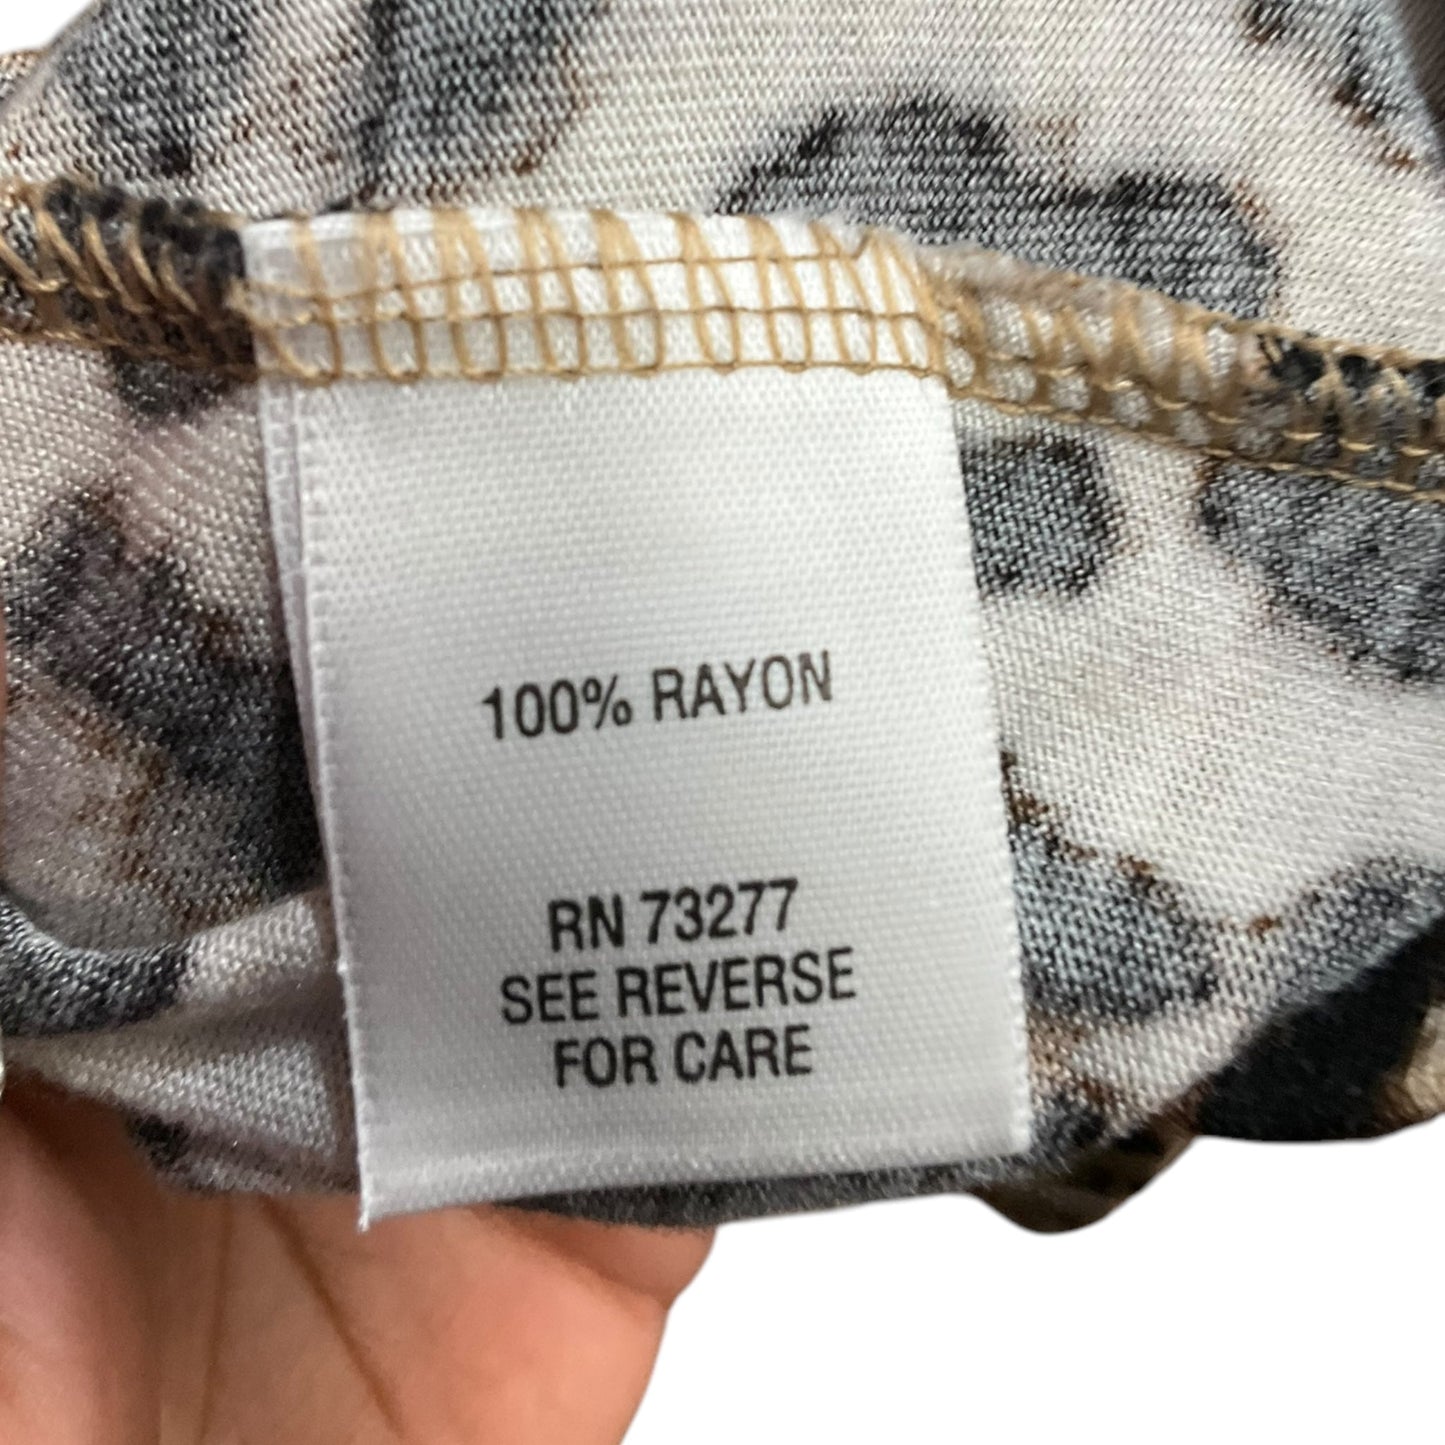 100% RAYON
RN 73277
SEE REVERSE
FOR CARE